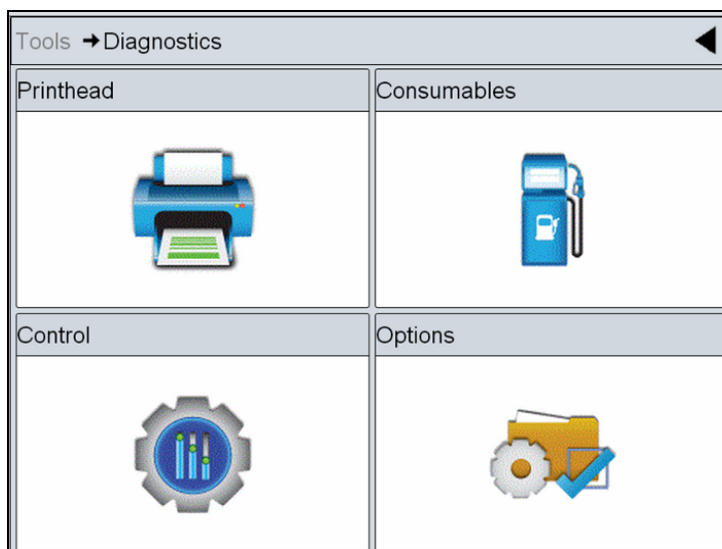 Tools ➔ Diagnostics
Printhead
Consumables
Control
Options